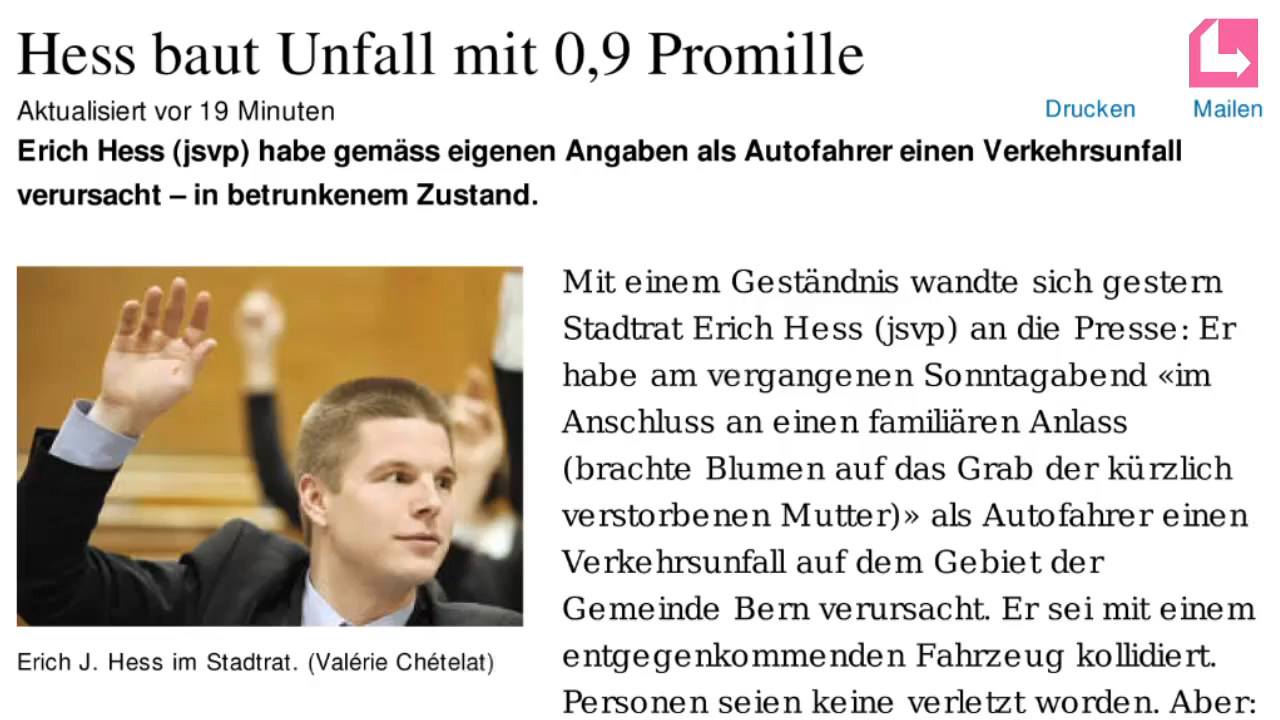 Hess baut Unfall mit 0,9 Promille
Aktualisiert vor 19 Minuten
Drucken Mailen
Erich Hess (jsvp) habe gemäss eigenen Angaben als Autofahrer einen Verkehrsunfall
verursacht – in betrunkenem Zustand.
Erich J. Hess im Stadtrat. (Valérie Chételat)
Mit einem Geständnis wandte sich gestern
Stadtrat Erich Hess (jsvp) an die Presse: Er
habe am vergangenen Sonntagabend «im
Anschluss an einen familiären Anlass
(brachte Blumen auf das Grab der kürzlich
verstorbenen Mutter)» als Autofahrer einen
Verkehrsunfall auf dem Gebiet der
Gemeinde Bern verursacht. Er sei mit einem
entgegenkommenden Fahrzeug kollidiert.
Personen seien keine verletzt worden. Aber: